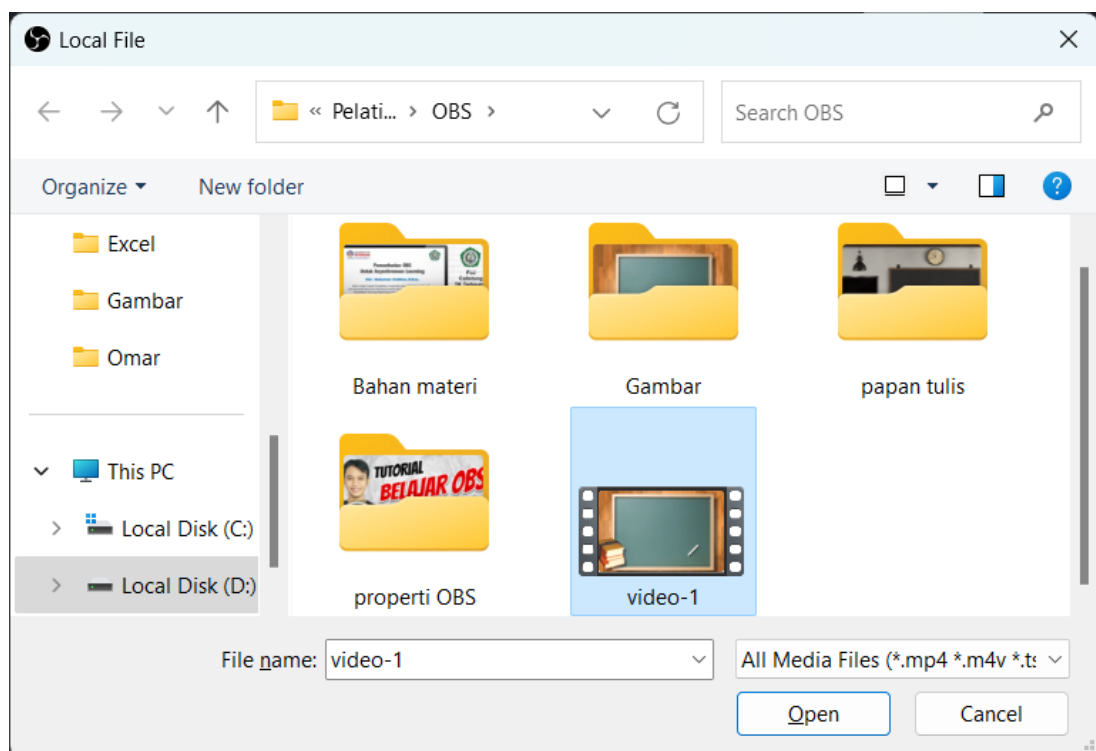 Local File
« Pelati... > OBS >
Search OBS
Organize
New folder
Excel
Gambar
Omar
This PC
Local Disk (C:)
Local Disk (D:)
Bahan materi
Gambar
papan tulis
TUTORIAL
BELAJAR OBS
properti OBS
video-1
File name: video-1
All Media Files (*.mp4 *.m4v *.ts
Open
Cancel